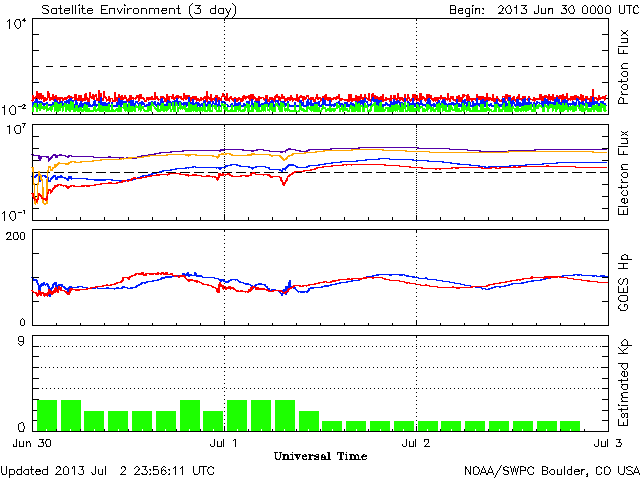 Satellite Environment (3 day)
Begin: 2013 Jun 30 0000 UTC
10⁴
10⁻²
Proton Flux
10⁷
10⁻¹
Electron Flux
200
100
0
GOES Hp
9
0
Estimated Kp
Jun 30
Jul 1
Jul 2
Jul 3
Universal Time
Updated 2013 Jul 2 23:56:11 UTC
NOAA/SWPC Boulder, CO USA